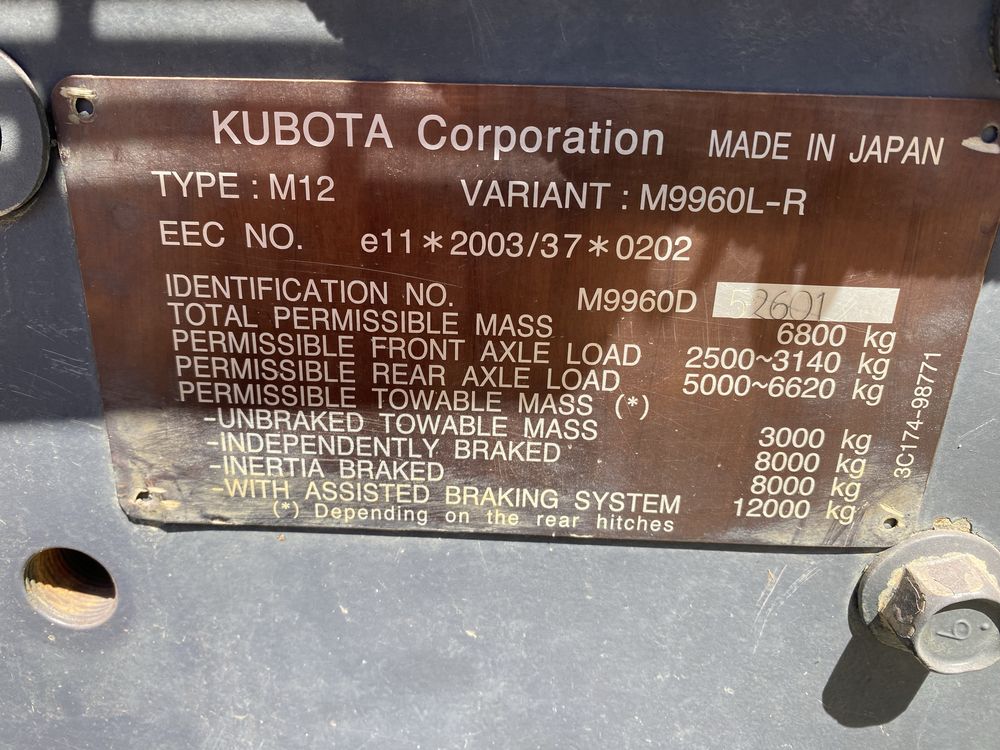 KUBOTA Corporation MADE IN JAPAN
TYPE : M12 VARIANT : M9960L-R
EEC NO. e11*2003/37*0202
IDENTIFICATION NO. M9960D 52601
TOTAL PERMISSIBLE MASS 6800 kg
PERMISSIBLE FRONT AXLE LOAD 2500~3140 kg
PERMISSIBLE REAR AXLE LOAD 5000~6620 kg
PERMISSIBLE TOWABLE MASS (*)
-UNBRAKED TOWABLE MASS 3000 kg
-INDEPENDENTLY BRAKED 8000 kg
-INERTIA BRAKED 8000 kg
-WITH ASSISTED BRAKING SYSTEM 12000 kg
(*) Depending on the rear hitches
3C174-98771